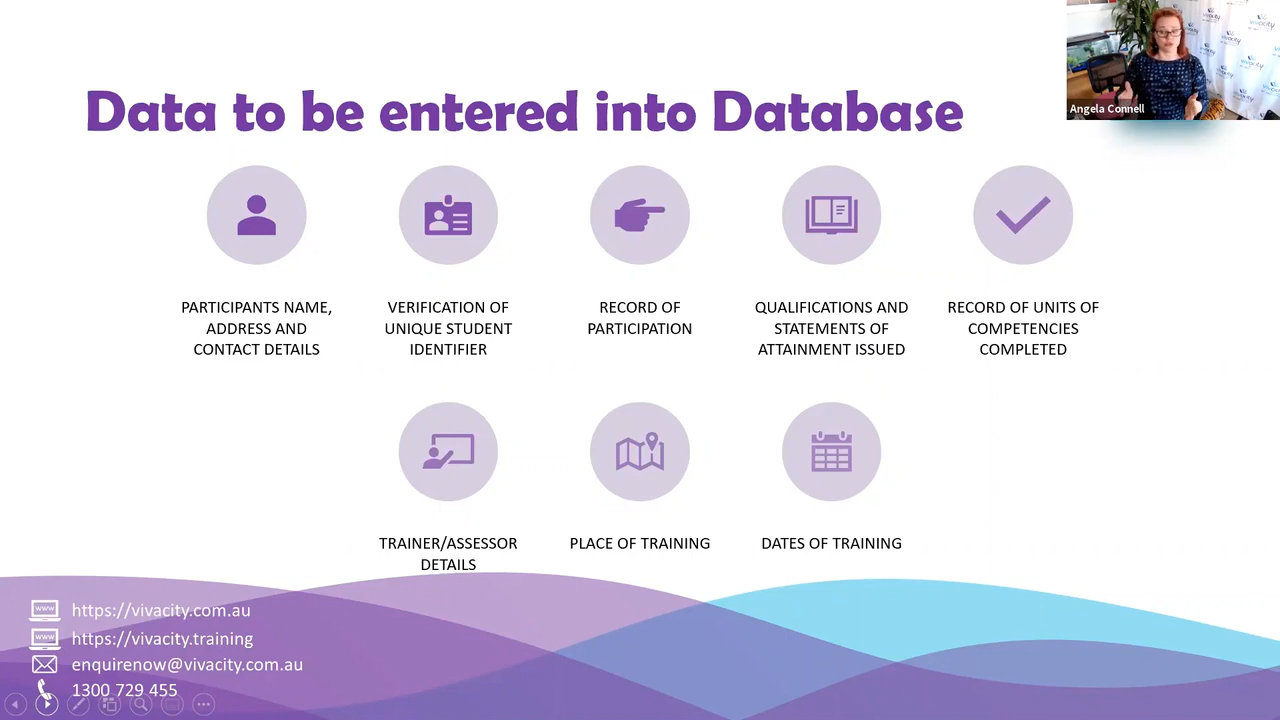 Data to be entered into Database
vivacity
Angela Connell
PARTICIPANTS NAME,
ADDRESS AND
CONTACT DETAILS
VERIFICATION OF
UNIQUE STUDENT
IDENTIFIER
RECORD OF
PARTICIPATION
QUALIFICATIONS AND
STATEMENTS OF
ATTAINMENT ISSUED
RECORD OF UNITS OF
COMPETENCIES
COMPLETED
TRAINER/ASSESSOR
DETAILS
PLACE OF TRAINING
DATES OF TRAINING
www https://vivacity.com.au
www https://vivacity.training
enquirenow@vivacity.com.au
1300 729 455